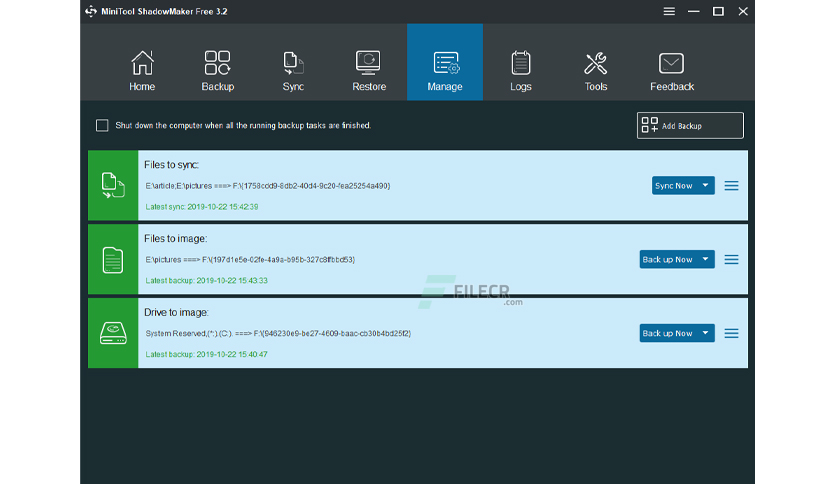 MiniTool ShadowMaker Free 3.2
Home Backup Sync Restore Manage Logs Tools Feedback
Shut down the computer when all the running backup tasks are finished.
Add Backup
Files to sync:
E:\article;E:\pictures ===> F:\{1758cdd9-8db2-40d4-9c20-fea25254a490}
Sync Now
Latest sync: 2019-10-22 15:42:39
Files to image:
E:\pictures ===> F:\{197d1e5e-02fe-4a9a-b95b-327c8ffbbd53}
Back up Now
Latest backup: 2019-10-22 15:43:33
FILECR
.com
Drive to image:
System Reserved,(*:).(C:). ===> F:\{946230e9-be27-4609-baac-cb30b4bd25f2}
Back up Now
Latest backup: 2019-10-22 15:40:47